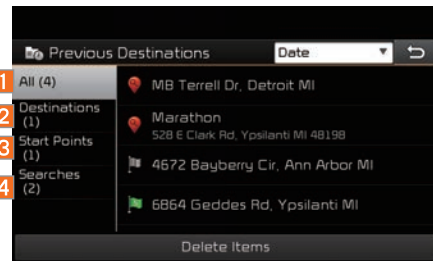 Previous Destinations
Date
1
All (4)
2
Destinations
(1)
3
Start Points
(1)
4
Searches
(2)
MB Terrell Dr, Detroit MI
Marathon
528 E Clark Rd, Ypsilanti MI 48198
4672 Bayberry Cir, Ann Arbor MI
6864 Geddes Rd, Ypsilanti MI
Delete Items